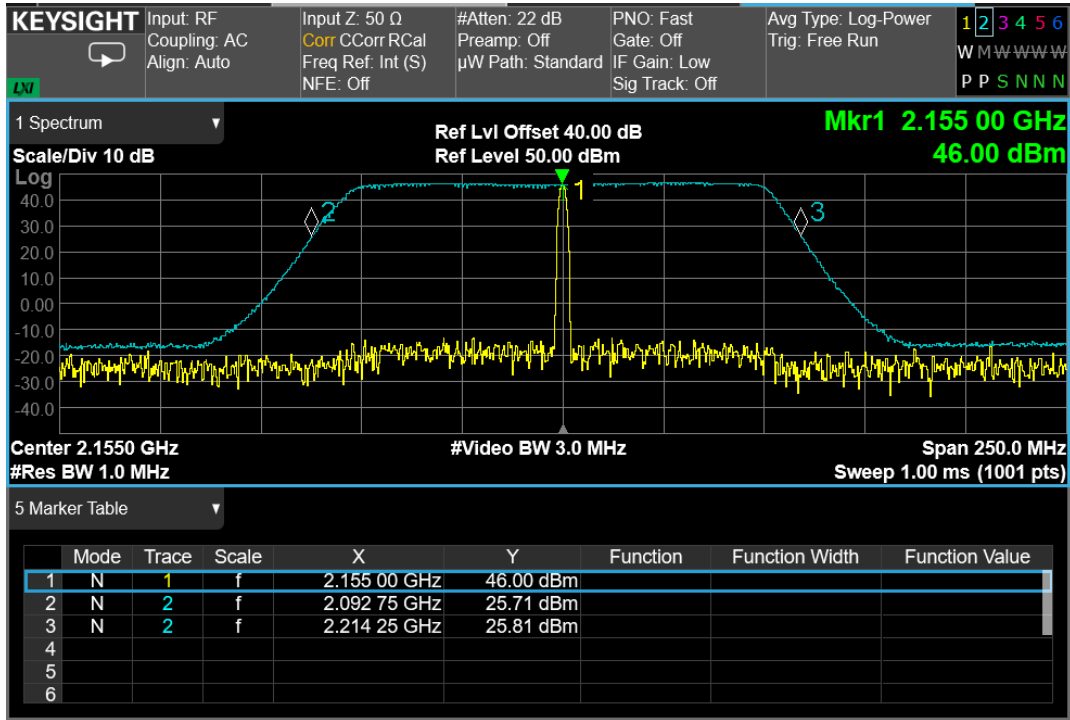 KEYSIGHT Input: RF Input Z: 50 Ω #Atten: 22 dB PNO: Fast Avg Type: Log-Power 1 2 3 4 5 6
Coupling: AC Corr CCorr RCal Preamp: Off Gate: Off Trig: Free Run
Align: Auto Freq Ref: Int (S) µW Path: Standard IF Gain: Low W M W W W W
NFE: Off Sig Track: Off
LXI P P S N N N
1 Spectrum ▼ Ref Lvl Offset 40.00 dB Mkr1 2.155 00 GHz
Scale/Div 10 dB Ref Level 50.00 dBm 46.00 dBm
Log
40.0
30.0
20.0
10.0
0.00
-10.0
-20.0
-30.0
-40.0
1
2
3
Center 2.1550 GHz #Video BW 3.0 MHz Span 250.0 MHz
#Res BW 1.0 MHz Sweep 1.00 ms (1001 pts)
5 Marker Table ▼
Mode Trace Scale X Y Function Function Width Function Value
1 N 1 f 2.155 00 GHz 46.00 dBm
2 N 2 f 2.092 75 GHz 25.71 dBm
3 N 2 f 2.214 25 GHz 25.81 dBm
4
5
6